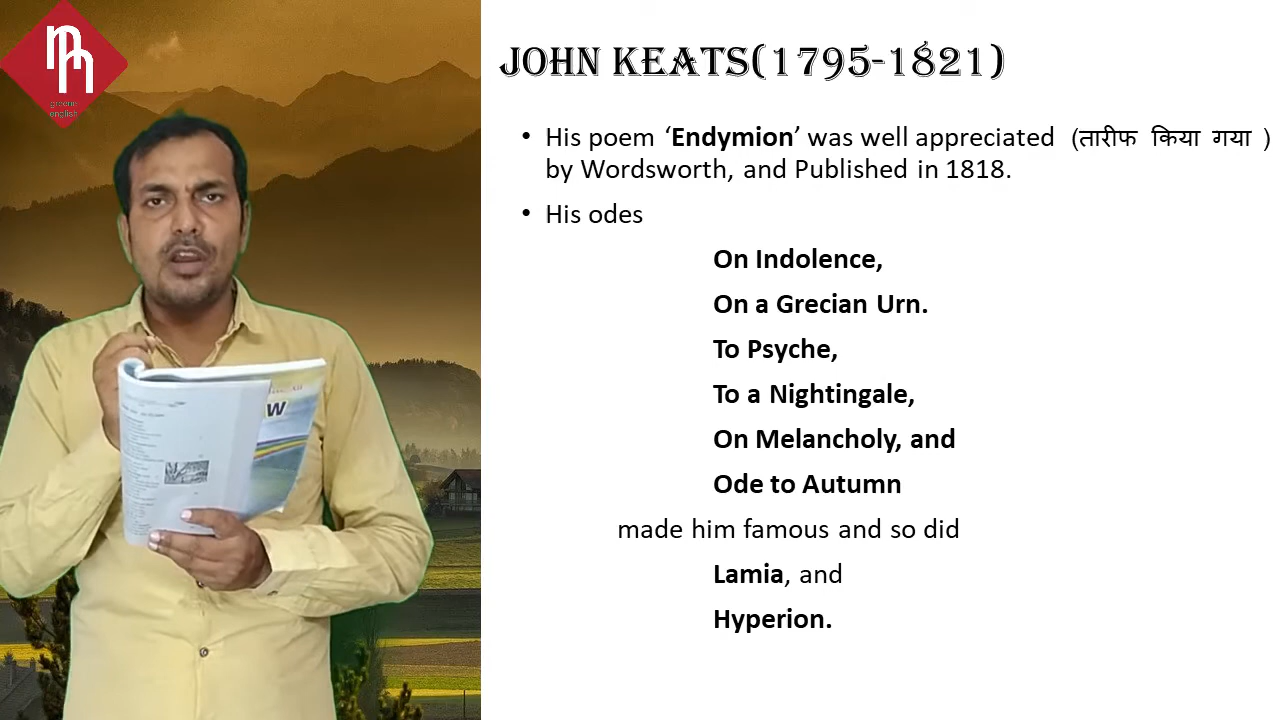 greene
english
JOHN KEATS(1795-1821)
• His poem ‘Endymion’ was well appreciated (तारीफ किया गया )
by Wordsworth, and Published in 1818.
• His odes
On Indolence,
On a Grecian Urn.
To Psyche,
To a Nightingale,
On Melancholy, and
Ode to Autumn
made him famous and so did
Lamia, and
Hyperion.
W